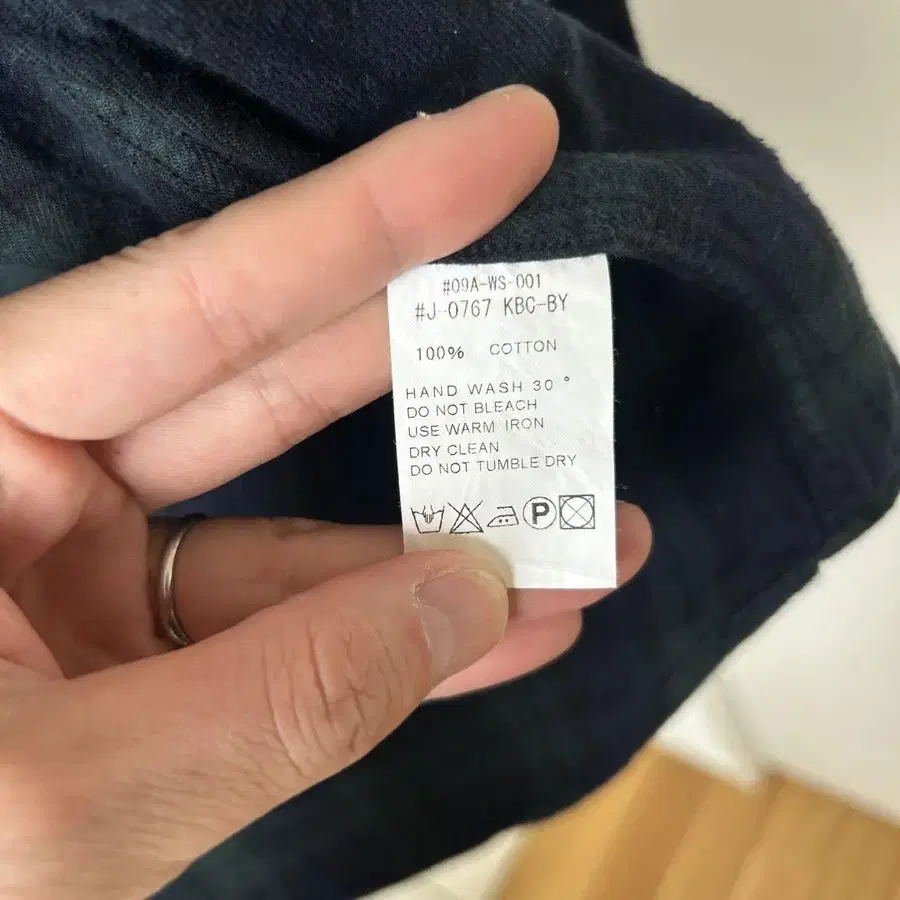 #09A-WS-001
#J-0767 KBC-BY
100% COTTON
HAND WASH 30°
DO NOT BLEACH
USE WARM IRON
DRY CLEAN
DO NOT TUMBLE DRY
P